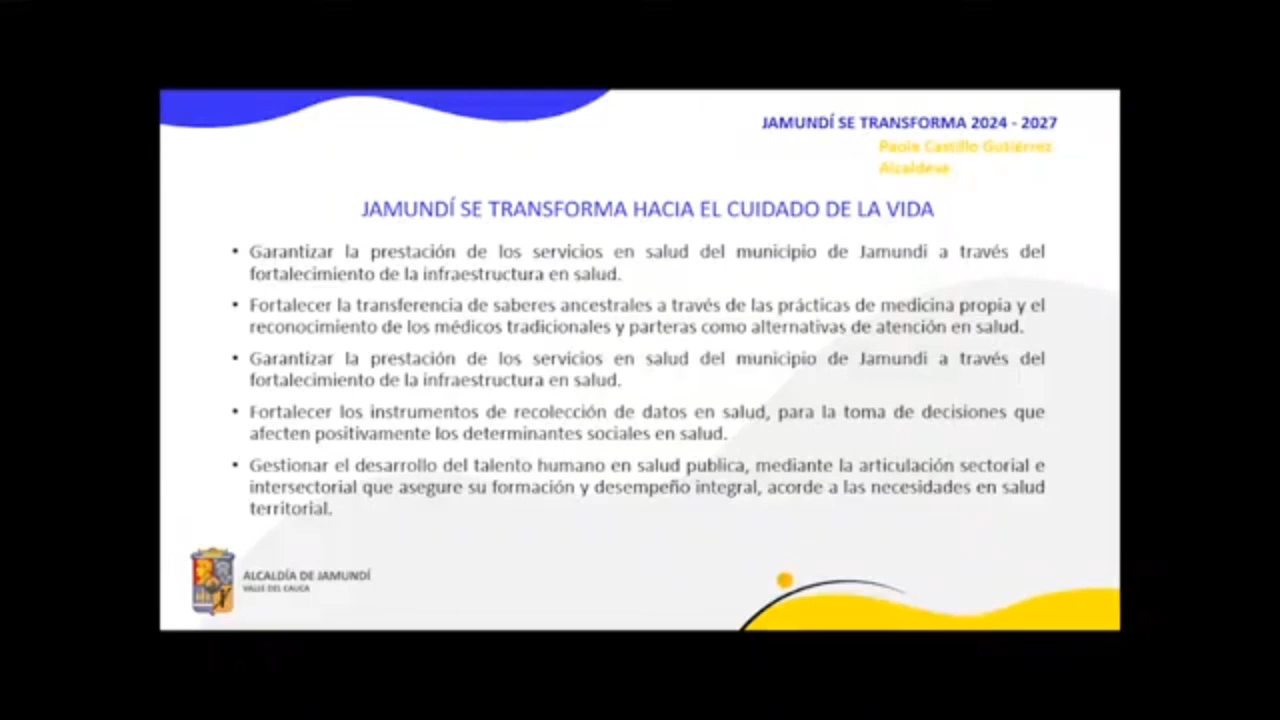 JAMUNDÍ SE TRANSFORMA 2024 - 2027
Paola Castillo Gutiérrez
Alcaldesa
JAMUNDÍ SE TRANSFORMA HACIA EL CUIDADO DE LA VIDA
• Garantizar la prestación de los servicios en salud del municipio de Jamundi a través del
fortalecimiento de la infraestructura en salud.
• Fortalecer la transferencia de saberes ancestrales a través de las prácticas de medicina propia y el
reconocimiento de los médicos tradicionales y parteras como alternativas de atención en salud.
• Garantizar la prestación de los servicios en salud del municipio de Jamundi a través del
fortalecimiento de la infraestructura en salud.
• Fortalecer los instrumentos de recolección de datos en salud, para la toma de decisiones que
afecten positivamente los determinantes sociales en salud.
• Gestionar el desarrollo del talento humano en salud publica, mediante la articulación sectorial e
intersectorial que asegure su formación y desempeño integral, acorde a las necesidades en salud
territorial.
ALCALDÍA DE JAMUNDÍ
VALLE DEL CAUCA